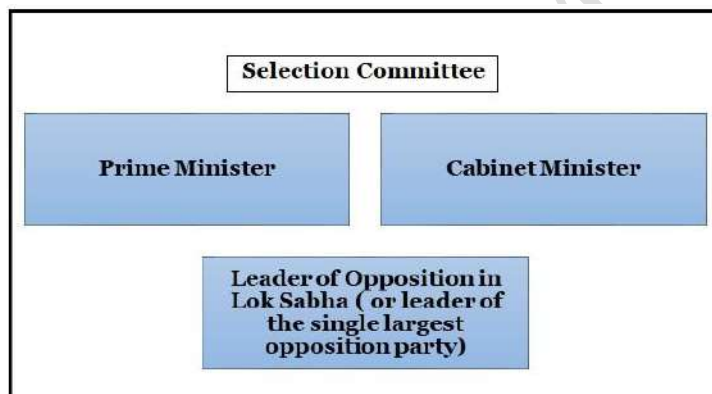 Selection Committee
Prime Minister
Cabinet Minister
Leader of Opposition in
Lok Sabha ( or leader of
the single largest
opposition party)